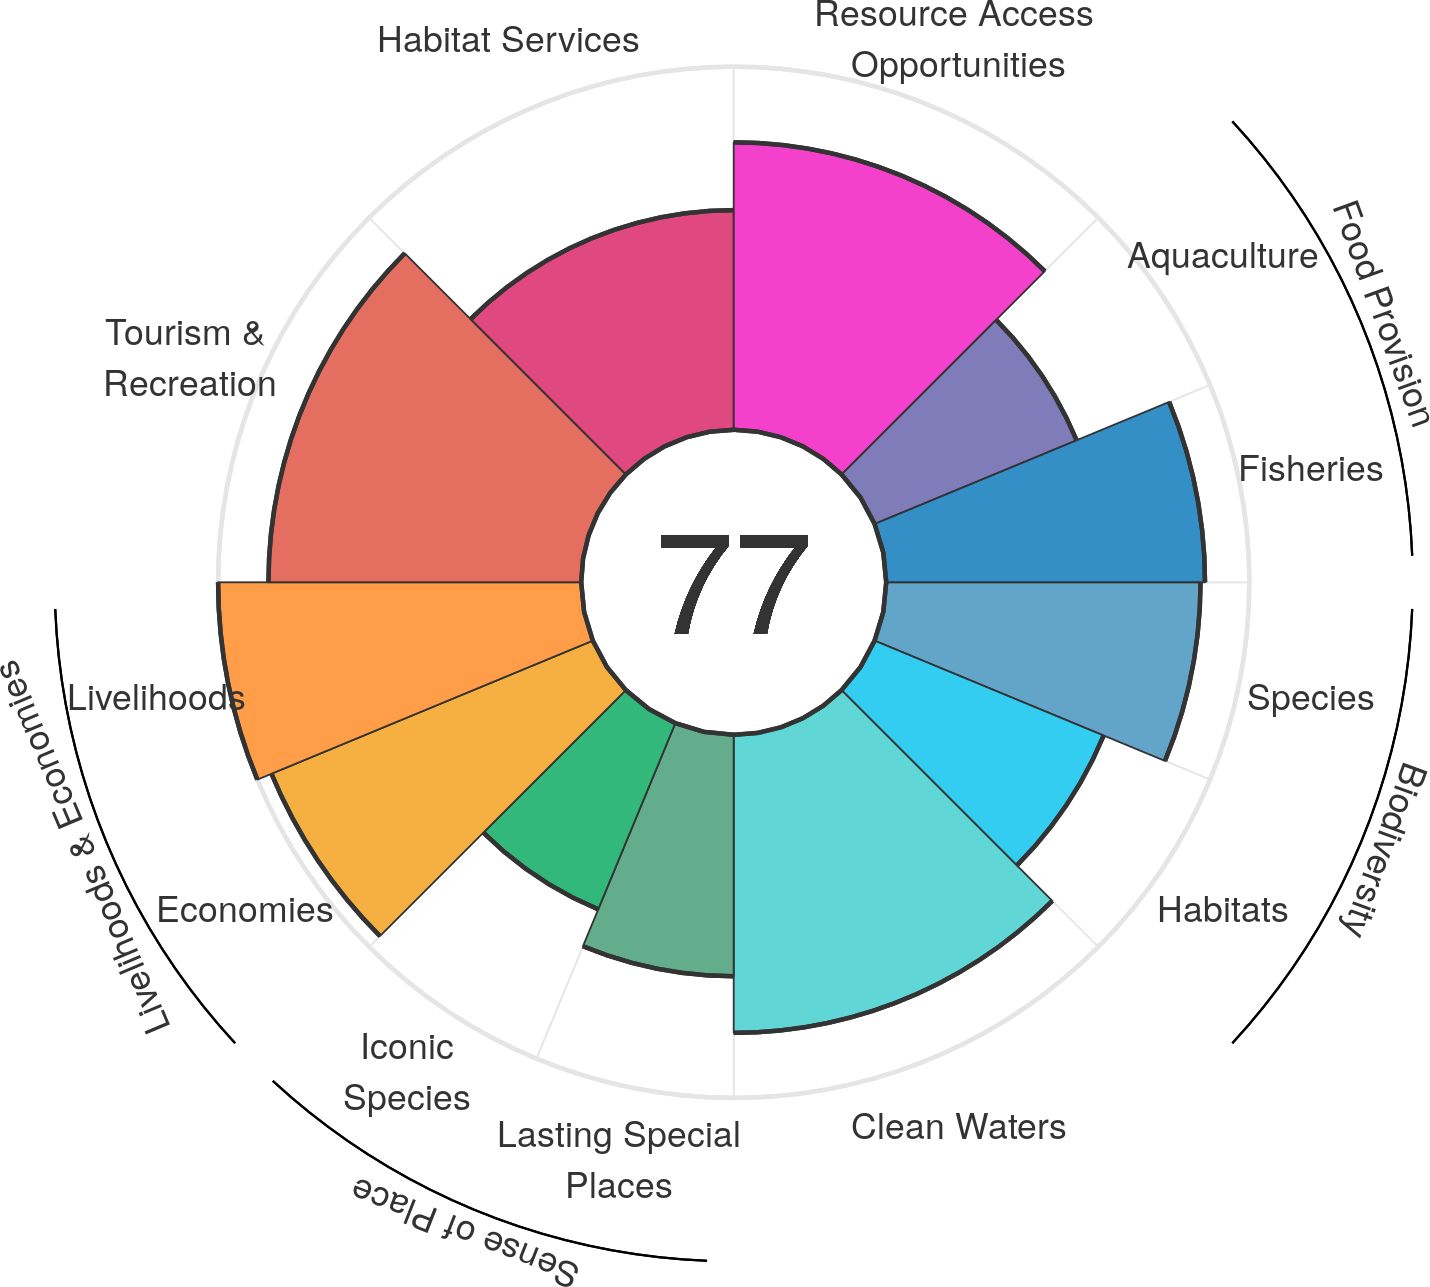 Resource Access
Opportunities
Habitat Services
Aquaculture
Food Provision
Tourism &
Recreation
Fisheries
77
Livelihoods
Species
Livelihoods & Economies
Biodiversity
Economies
Habitats
Iconic
Species
Lasting Special
Places
Clean Waters
Sense of Place